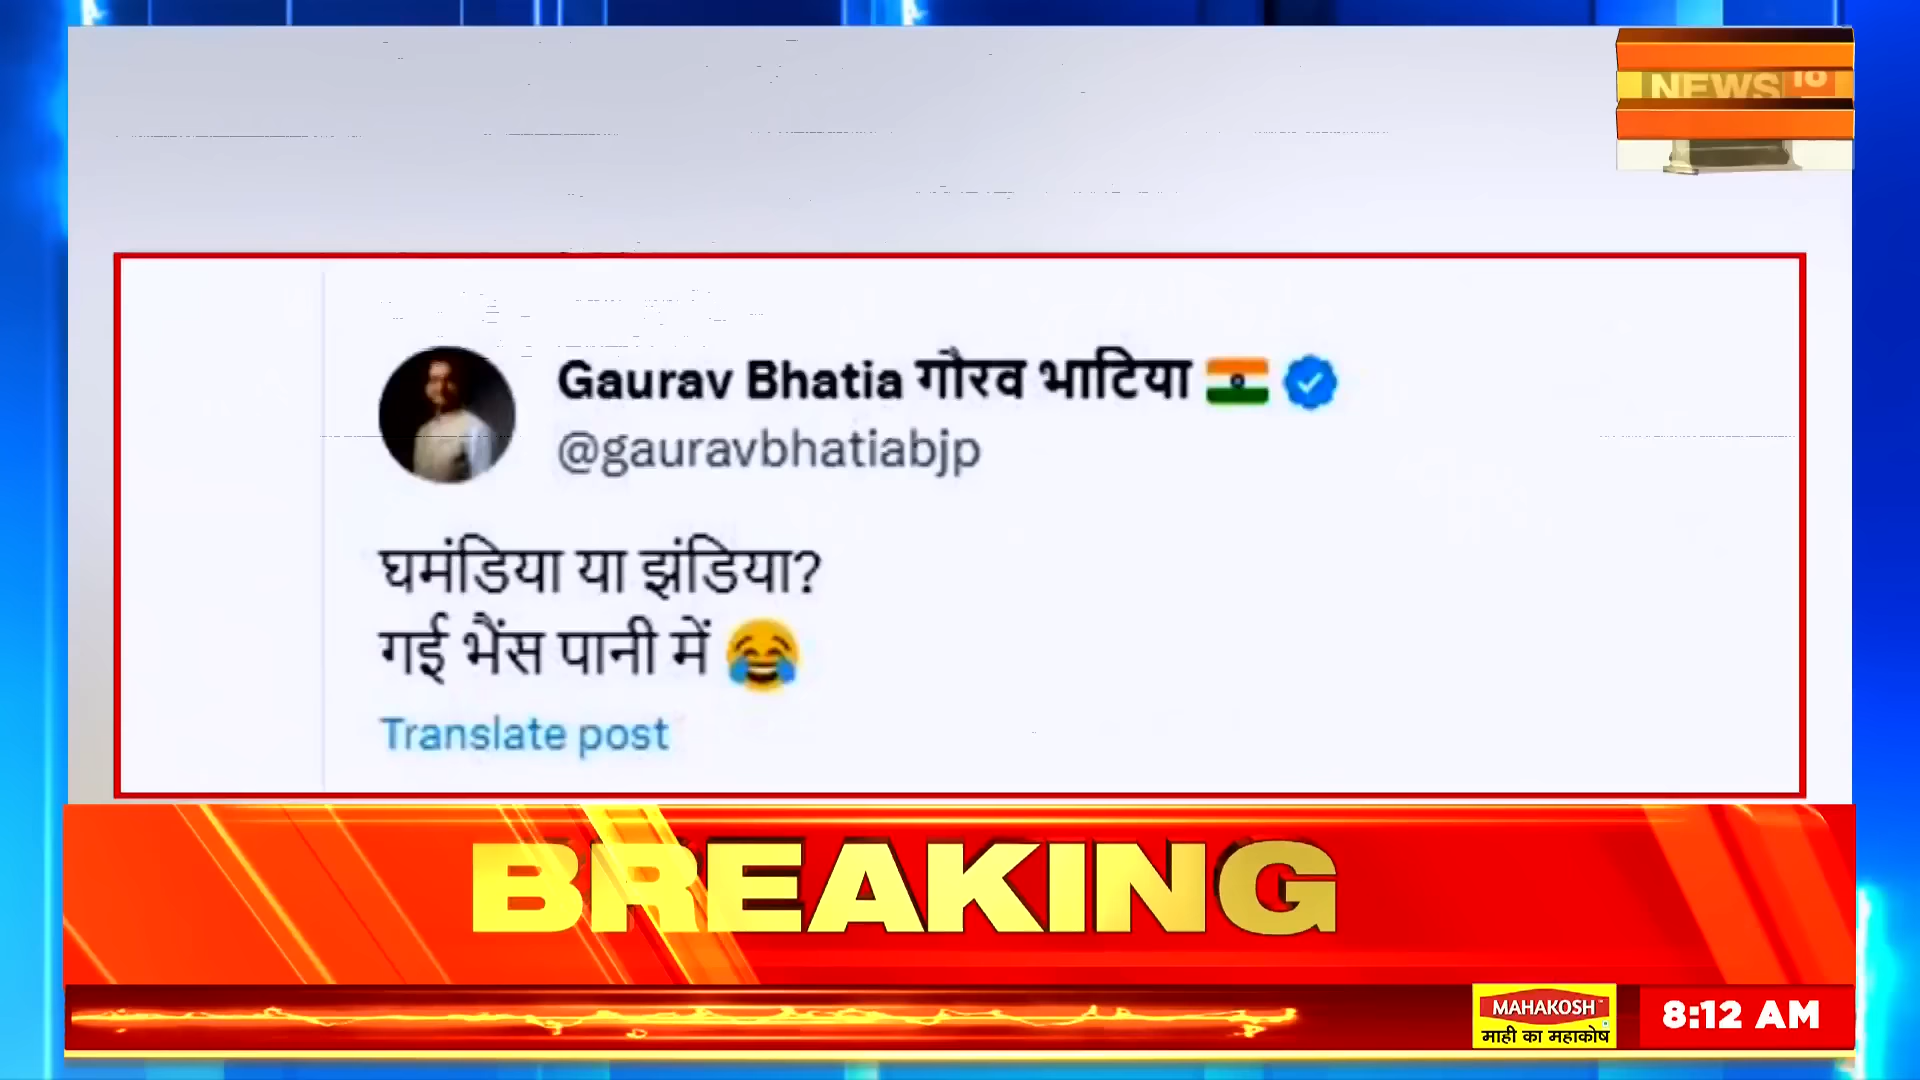 NEWS 18
Gaurav Bhatia गौरव भाटिया
@gauravbhatiabjp
घमंडिया या झंडिया?
गई भैंस पानी में 😂
Translate post
BREAKING
MAHAKOSH
माही का महाकोष
8:12 AM